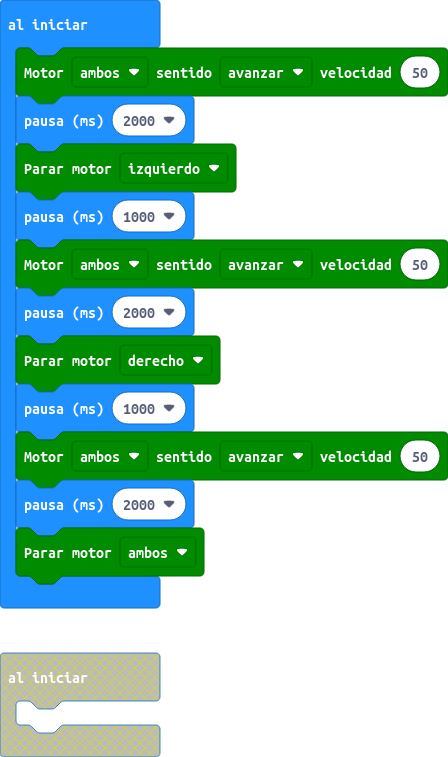 al iniciar
Motor ambos sentido avanzar velocidad 50
pausa (ms) 2000
Parar motor izquierdo
pausa (ms) 1000
Motor ambos sentido avanzar velocidad 50
pausa (ms) 2000
Parar motor derecho
pausa (ms) 1000
Motor ambos sentido avanzar velocidad 50
pausa (ms) 2000
Parar motor ambos
al iniciar